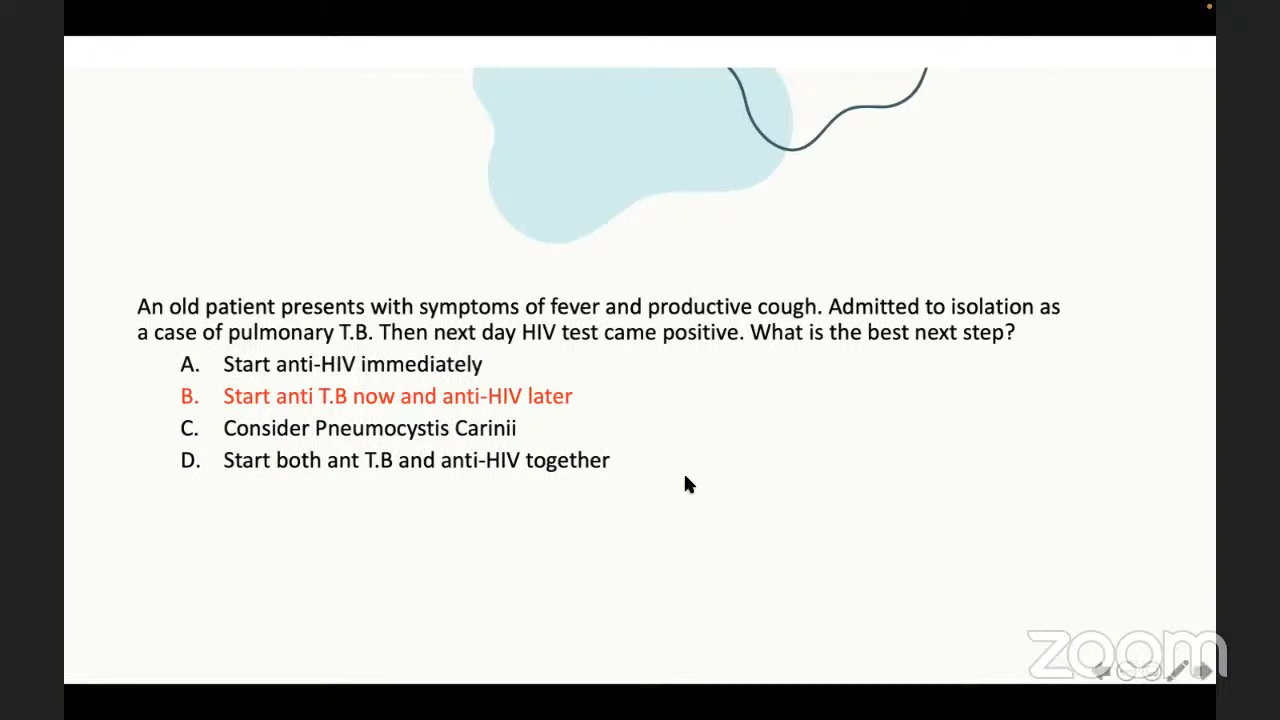 An old patient presents with symptoms of fever and productive cough. Admitted to isolation as
a case of pulmonary T.B. Then next day HIV test came positive. What is the best next step?
A. Start anti-HIV immediately
B. Start anti T.B now and anti-HIV later
C. Consider Pneumocystis Carinii
D. Start both ant T.B and anti-HIV together
zoom